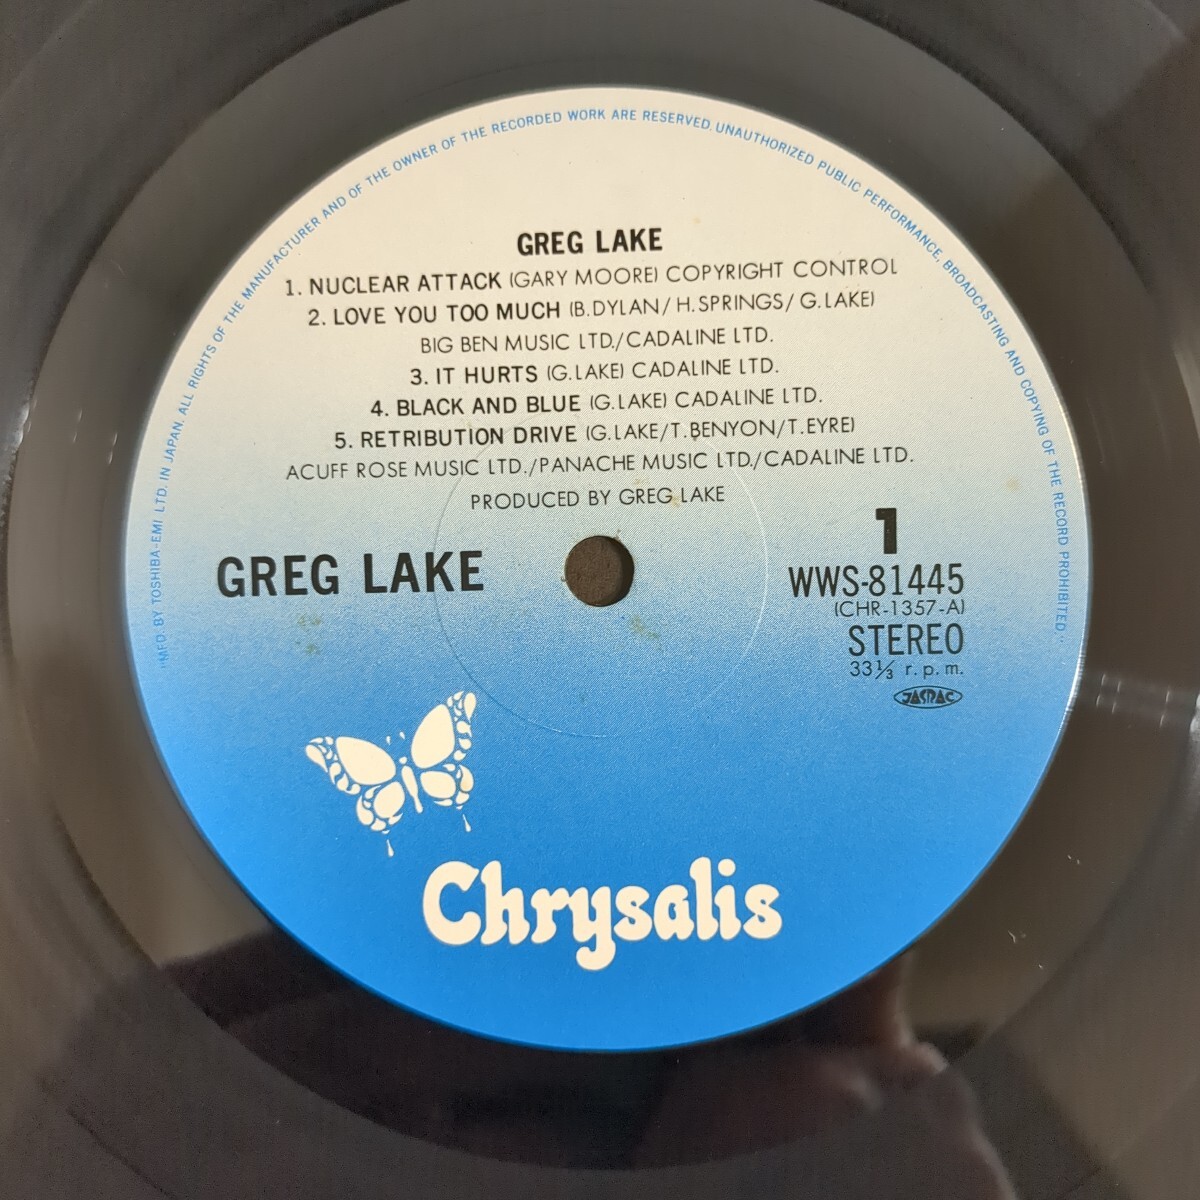 "MFD. BY TOSHIBA-EMI LTD. IN JAPAN. ALL RIGHTS OF THE MANUFACTURER AND OF THE OWNER OF THE RECORDED WORK ARE RESERVED. UNAUTHORIZED PUBLIC PERFORMANCE, BROADCASTING AND COPYING OF THE RECORD PROHIBITED"
GREG LAKE
1. NUCLEAR ATTACK (GARY MOORE) COPYRIGHT CONTROL
2. LOVE YOU TOO MUCH (B.DYLAN/H.SPRINGS/G.LAKE)
BIG BEN MUSIC LTD./CADALINE LTD.
3. IT HURTS (G.LAKE) CADALINE LTD.
4. BLACK AND BLUE (G.LAKE) CADALINE LTD.
5. RETRIBUTION DRIVE (G.LAKE/T.BENYON/T.EYRE)
ACUFF ROSE MUSIC LTD./PANACHE MUSIC LTD./CADALINE LTD.
PRODUCED BY GREG LAKE
GREG LAKE
1
WWS-81445
(CHR-1357-A)
STEREO
33⅓ r.p.m.
JASRAC
Chrysalis